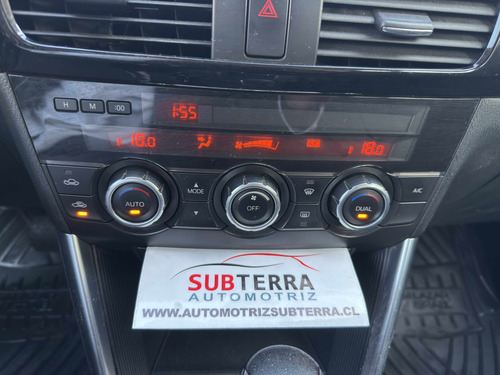 H M :00
1:55
18.0 18.0
AUTO MODE OFF DUAL A/C
SUBTERRA
AUTOMOTRIZ
WWW.AUTOMOTRIZSUBTERRA.CL